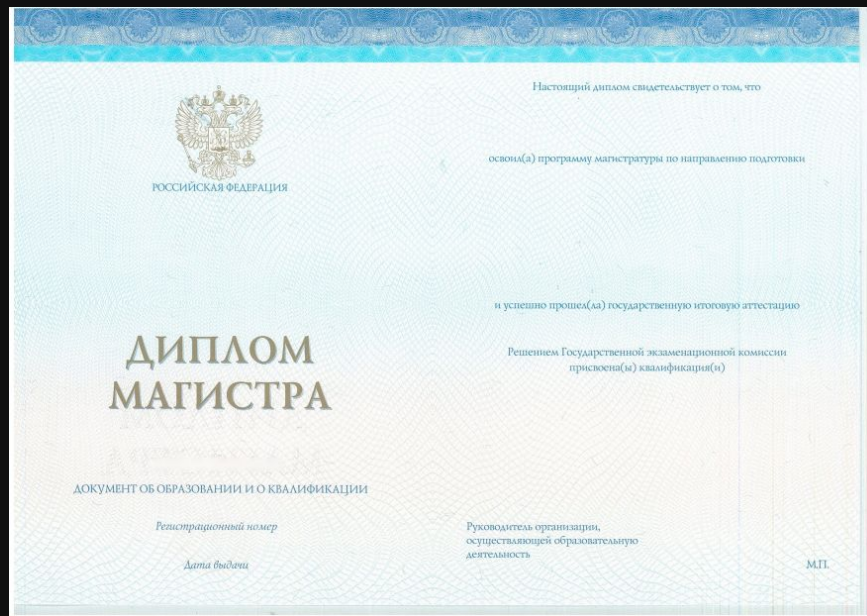 РОССИЙСКАЯ ФЕДЕРАЦИЯ
ДИПЛОМ
МАГИСТРА
ДОКУМЕНТ ОБ ОБРАЗОВАНИИ И О КВАЛИФИКАЦИИ
Регистрационный номер
Дата выдачи
Настоящий диплом свидетельствует о том, что
освоил(а) программу магистратуры по направлению подготовки
и успешно прошел(ла) государственную итоговую аттестацию
Решением Государственной экзаменационной комиссии
присвоена(ы) квалификация(и)
Руководитель организации,
осуществляющей образовательную
деятельность
М.П.